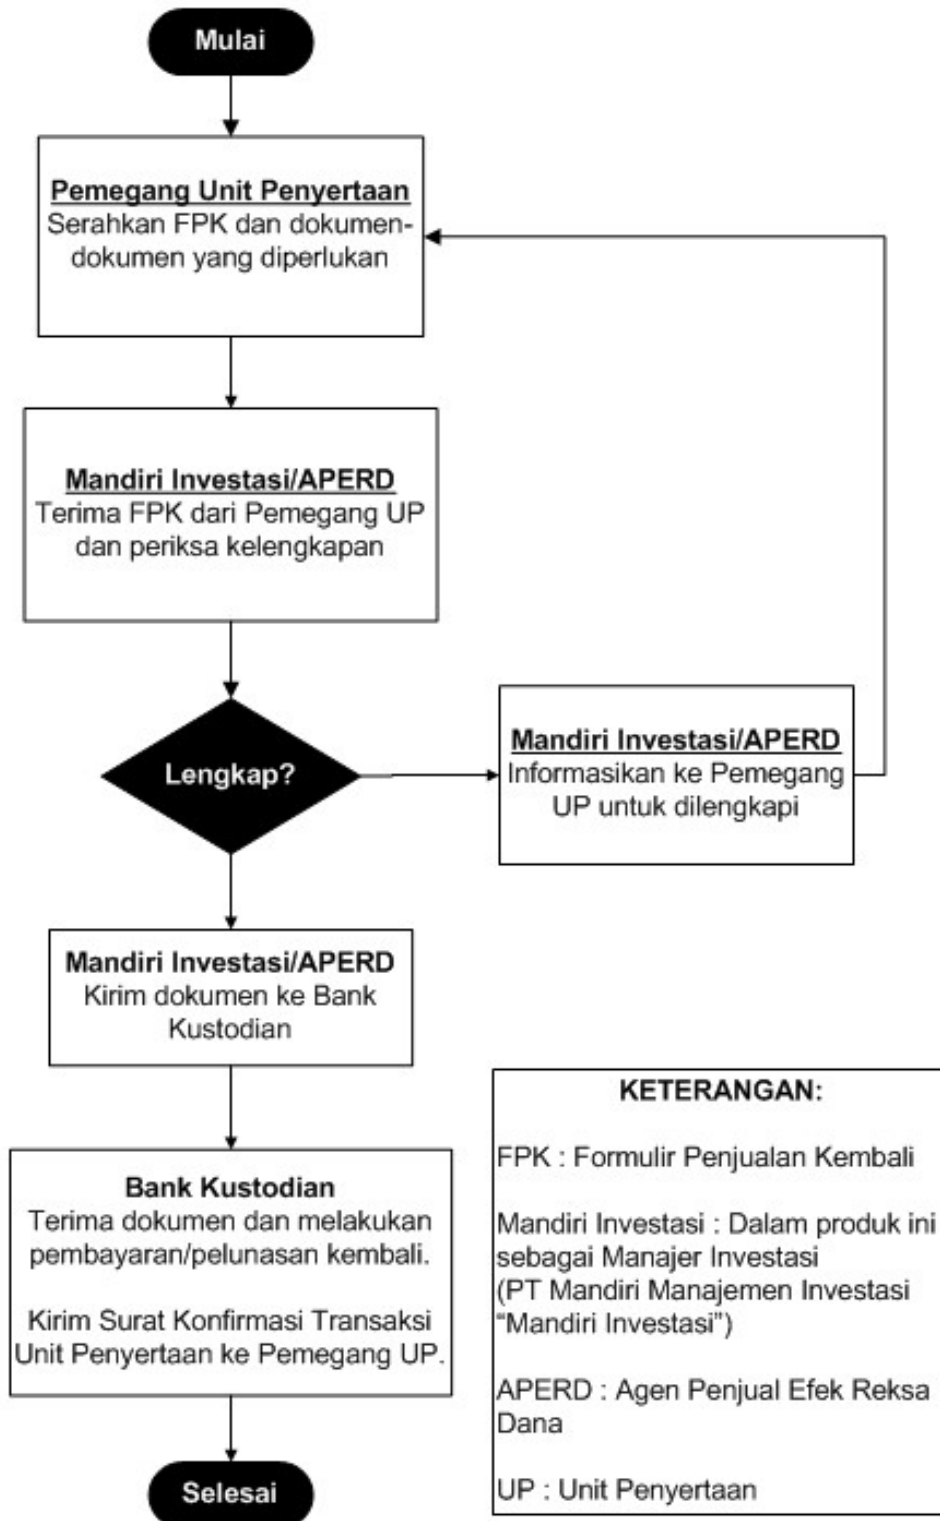 Mulai
Pemegang Unit Penyertaan
Serahkan FPK dan dokumen-
dokumen yang diperlukan
Mandiri Investasi/APERD
Terima FPK dari Pemegang UP
dan periksa kelengkapan
Lengkap?
Mandiri Investasi/APERD
Informasikan ke Pemegang
UP untuk dilengkapi
Mandiri Investasi/APERD
Kirim dokumen ke Bank
Kustodian
Bank Kustodian
Terima dokumen dan melakukan
pembayaran/pelunasan kembali.
Kirim Surat Konfirmasi Transaksi
Unit Penyertaan ke Pemegang UP.
Selesai
KETERANGAN:
FPK : Formulir Penjualan Kembali
Mandiri Investasi : Dalam produk ini
sebagai Manajer Investasi
(PT Mandiri Manajemen Investasi
“Mandiri Investasi”)
APERD : Agen Penjual Efek Reksa
Dana
UP : Unit Penyertaan